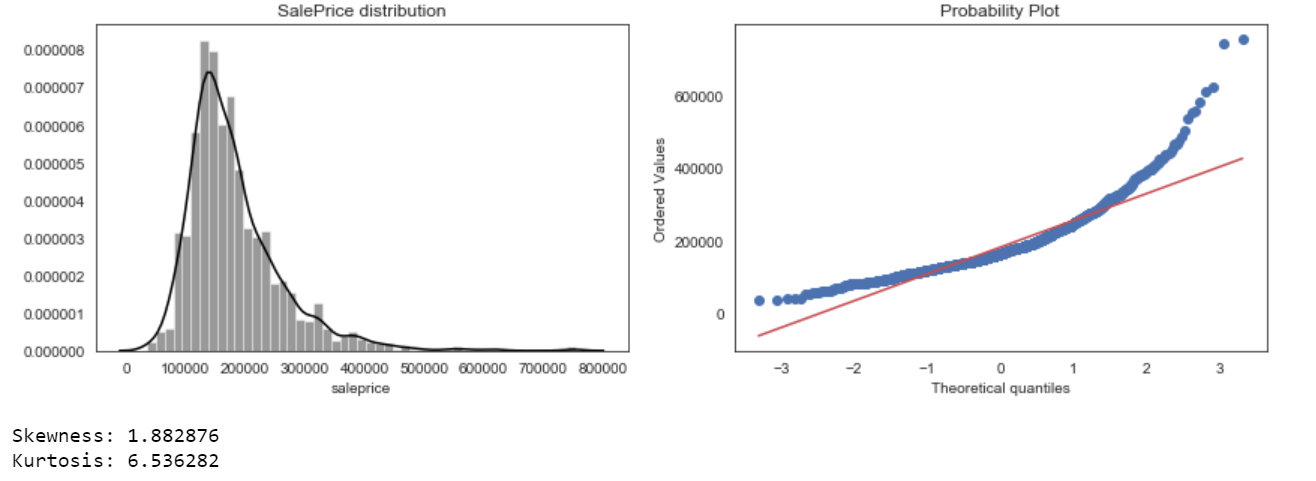 SalePrice distribution
0.000008
0.000007
0.000006
0.000005
0.000004
0.000003
0.000002
0.000001
0.000000
0 100000 200000 300000 400000 500000 600000 700000 800000
saleprice
Probability Plot
Ordered Values
600000
400000
200000
0
−3 −2 −1 0 1 2 3
Theoretical quantiles
Skewness: 1.882876
Kurtosis: 6.536282